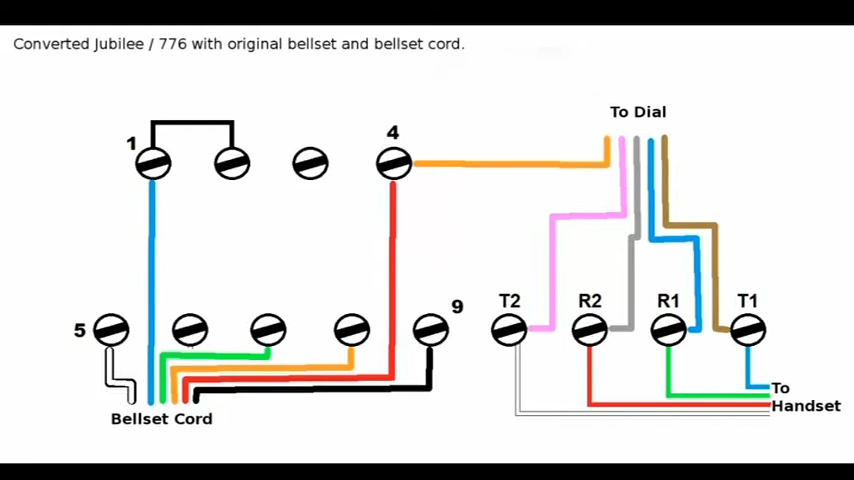 Converted Jubilee / 776 with original bellset and bellset cord.
To Dial
1
4
5
9
T2
R2
R1
T1
Bellset Cord
To
Handset